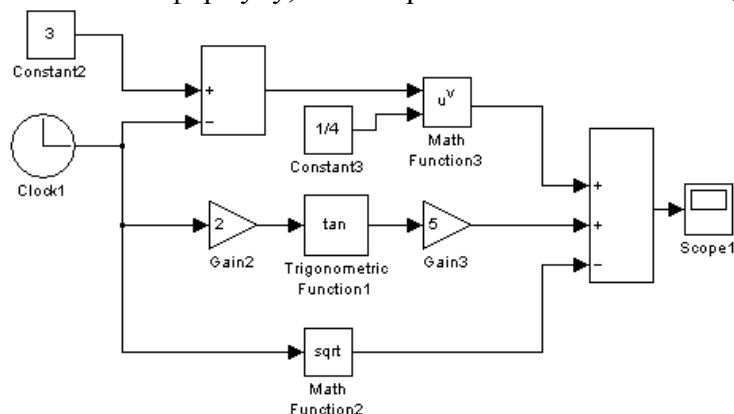 3
Constant2
+
−
u^v
1/4
Math
Function3
Constant3
Clock1
+
+
−
2
tan
5
Gain2
Trigonometric
Function1
Gain3
Scope1
sqrt
Math
Function2